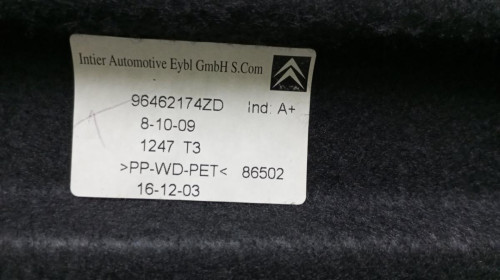 Intier Automotive Eybl GmbH S.Com
96462174ZD Ind: A+
8-10-09
1247 T3
>PP-WD-PET< 86502
16-12-03